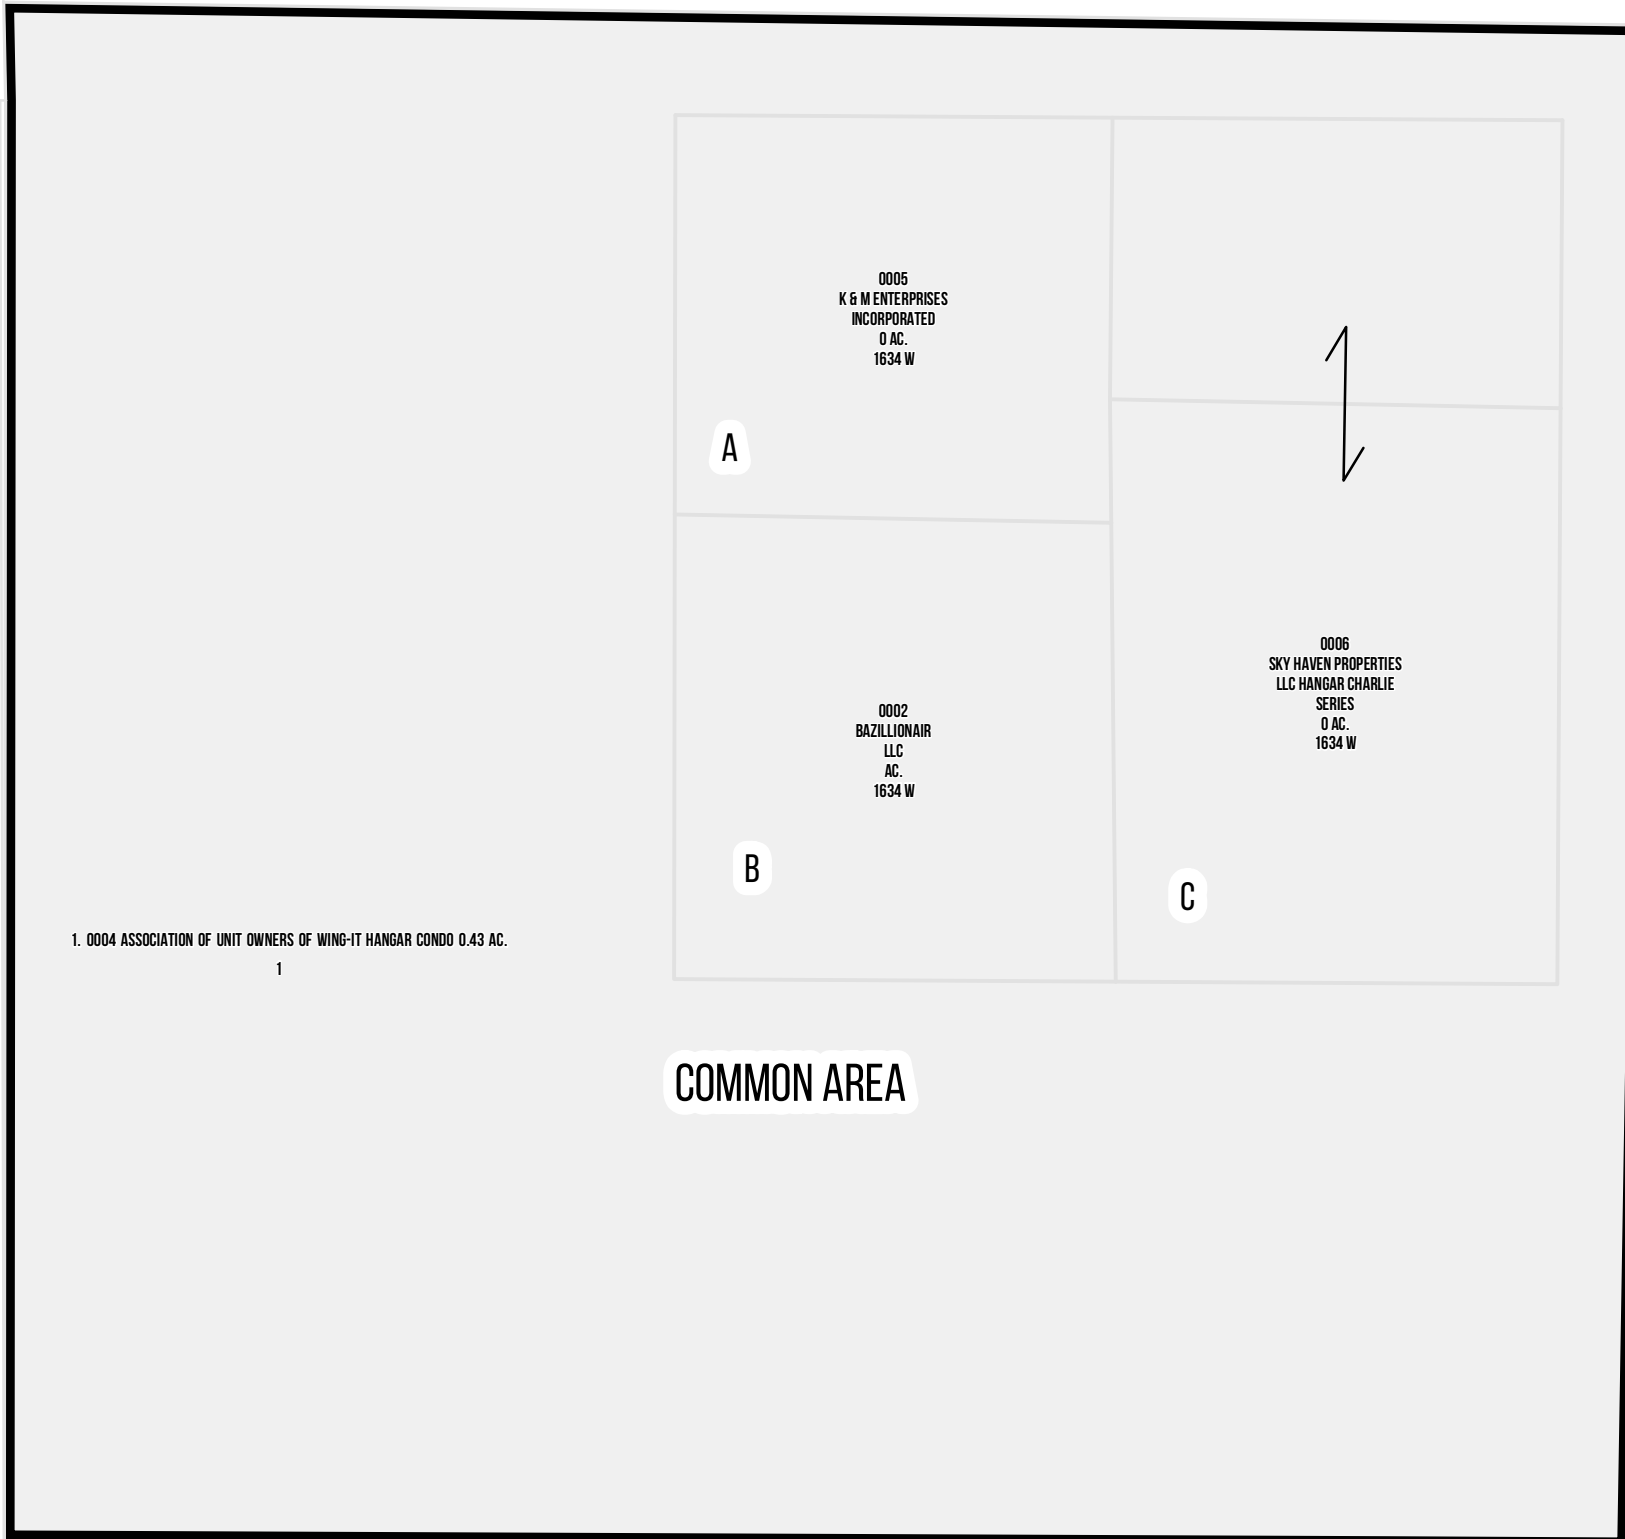 0005
K & M ENTERPRISES
INCORPORATED
0 AC.
1634 W
A
0002
BAZILLIONAIR
LLC
AC.
1634 W
B
0006
SKY HAVEN PROPERTIES
LLC HANGAR CHARLIE
SERIES
0 AC.
1634 W
C
1. 0004 ASSOCIATION OF UNIT OWNERS OF WING-IT HANGAR CONDO 0.43 AC.
1
COMMON AREA